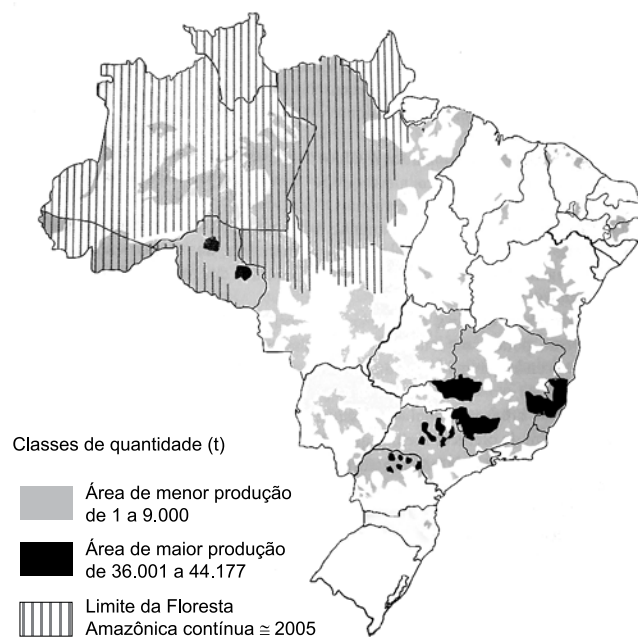 Classes de quantidade (t)
Área de menor produção
de 1 a 9.000
Área de maior produção
de 36.001 a 44.177
Limite da Floresta
Amazônica contínua ≅ 2005